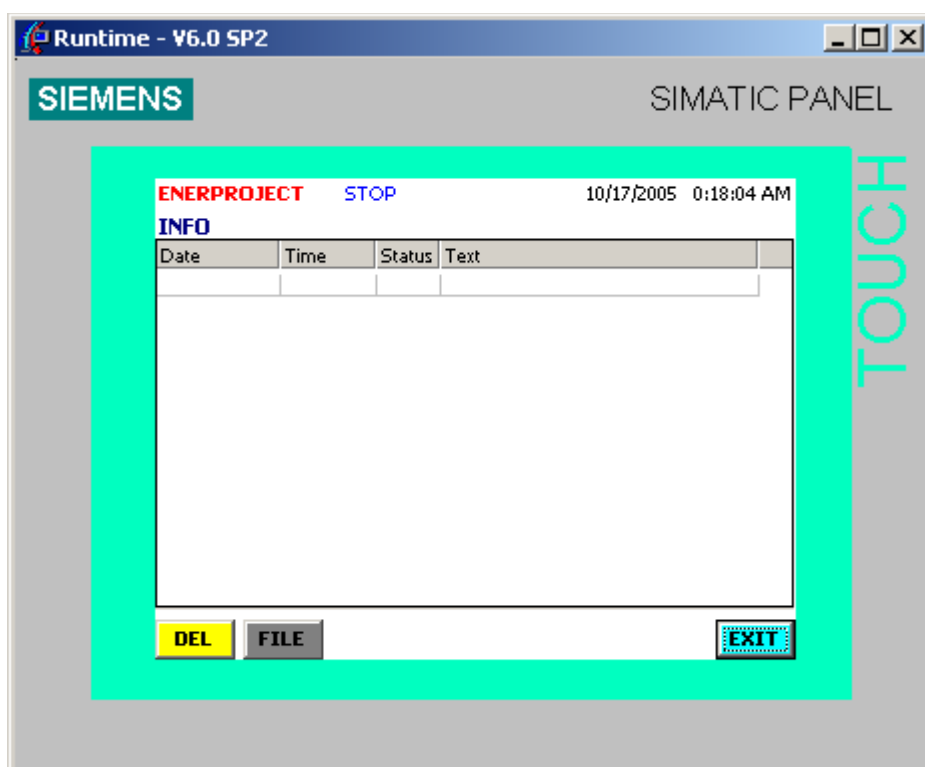 Runtime - V6.0 SP2
SIEMENS SIMATIC PANEL
TOUCH
ENERPROJECT STOP 10/17/2005 0:18:04 AM
INFO
Date Time Status Text
DEL FILE EXIT